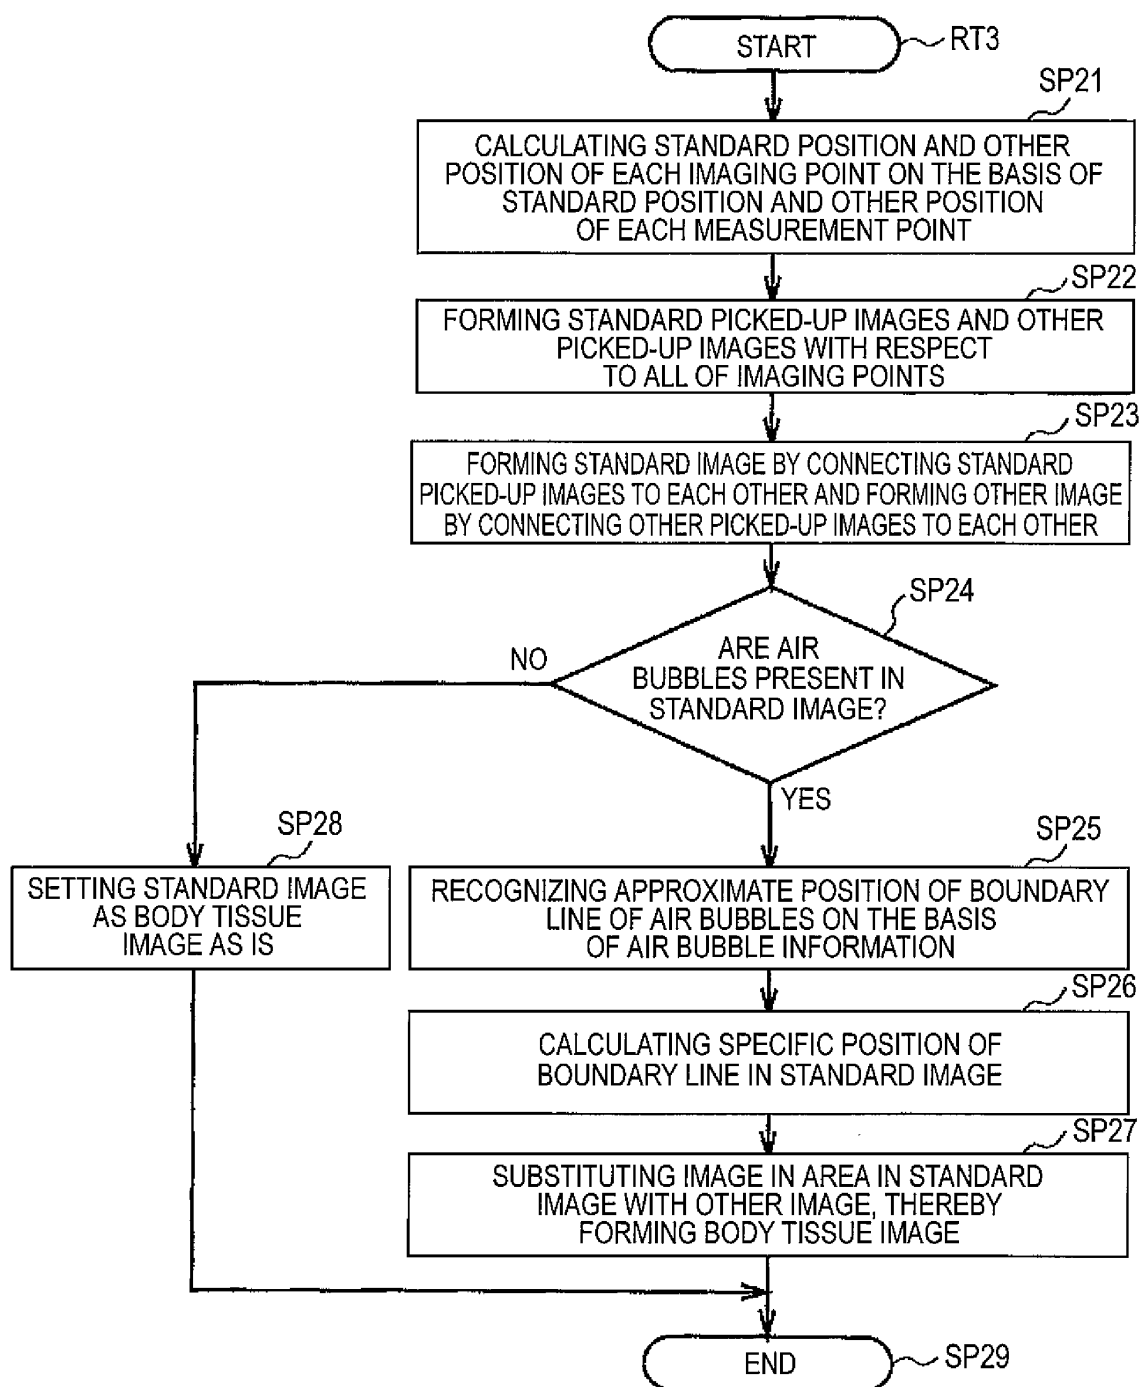 START
RT3
SP21
CALCULATING STANDARD POSITION AND OTHER
POSITION OF EACH IMAGING POINT ON THE BASIS OF
STANDARD POSITION AND OTHER POSITION
OF EACH MEASUREMENT POINT
SP22
FORMING STANDARD PICKED-UP IMAGES AND OTHER
PICKED-UP IMAGES WITH RESPECT
TO ALL OF IMAGING POINTS
SP23
FORMING STANDARD IMAGE BY CONNECTING STANDARD
PICKED-UP IMAGES TO EACH OTHER AND FORMING OTHER IMAGE
BY CONNECTING OTHER PICKED-UP IMAGES TO EACH OTHER
SP24
ARE AIR
BUBBLES PRESENT IN
STANDARD IMAGE?
NO
YES
SP28
SETTING STANDARD IMAGE
AS BODY TISSUE
IMAGE AS IS
SP25
RECOGNIZING APPROXIMATE POSITION OF BOUNDARY
LINE OF AIR BUBBLES ON THE BASIS
OF AIR BUBBLE INFORMATION
SP26
CALCULATING SPECIFIC POSITION OF
BOUNDARY LINE IN STANDARD IMAGE
SP27
SUBSTITUTING IMAGE IN AREA IN STANDARD
IMAGE WITH OTHER IMAGE, THEREBY
FORMING BODY TISSUE IMAGE
END
SP29